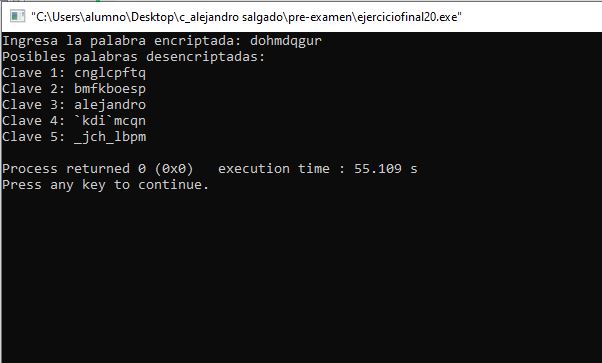 "C:\Users\alumno\Desktop\c_alejandro salgado\pre-examen\ejerciciofinal20.exe"
Ingresa la palabra encriptada: dohmdqgur
Posibles palabras desencriptadas:
Clave 1: cnglcpftq
Clave 2: bmfkboesp
Clave 3: alejandro
Clave 4: `kdi`mcqn
Clave 5: _jch_lbpm
Process returned 0 (0x0)   execution time : 55.109 s
Press any key to continue.